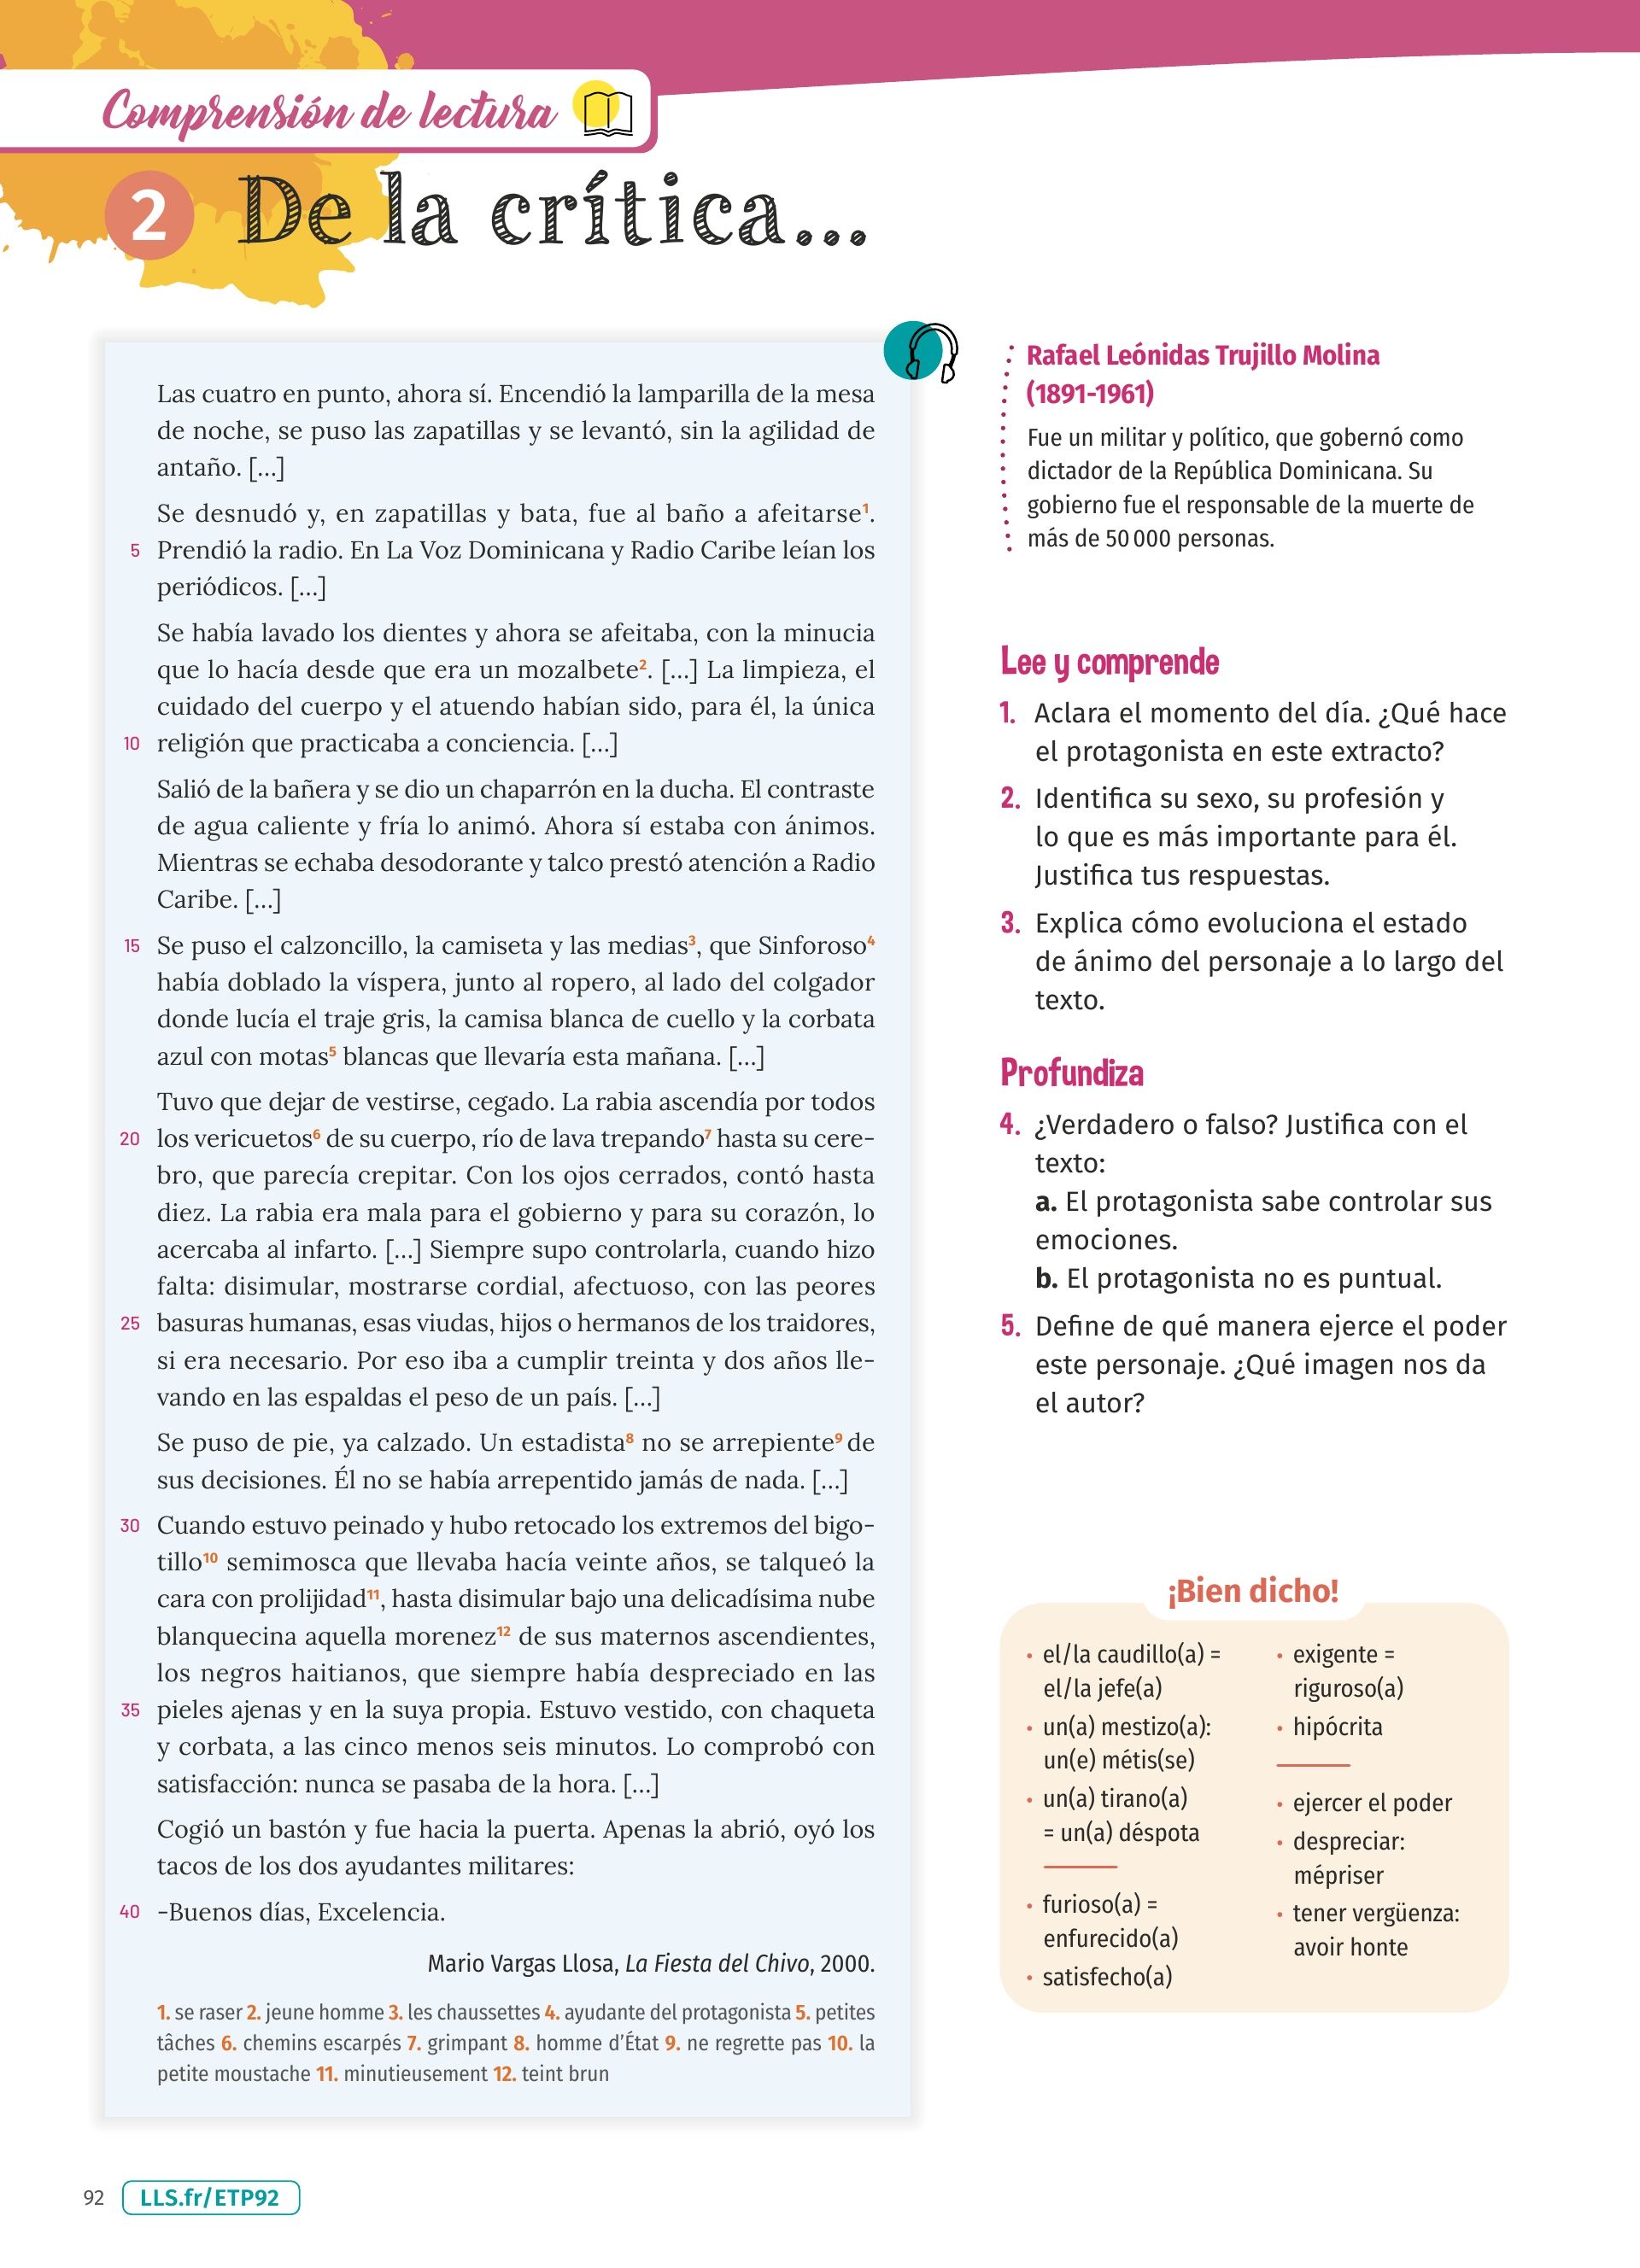 Comprensión de lectura
2 De la crítica...
Las cuatro en punto, ahora sí. Encendió la lamparilla de la mesa
de noche, se puso las zapatillas y se levantó, sin la agilidad de
antaño. [...]
Se desnudó y, en zapatillas y bata, fue al baño a afeitarse1.
5 Prendió la radio. En La Voz Dominicana y Radio Caribe leían los
periódicos. [...]
Se había lavado los dientes y ahora se afeitaba, con la minucia
que lo hacía desde que era un mozalbete2. [...] La limpieza, el
cuidado del cuerpo y el atuendo habían sido, para él, la única
10 religión que practicaba a conciencia. [...]
Salió de la bañera y se dio un chaparrón en la ducha. El contraste
de agua caliente y fría lo animó. Ahora sí estaba con ánimos.
Mientras se echaba desodorante y talco prestó atención a Radio
Caribe. [...]
15 Se puso el calzoncillo, la camiseta y las medias3, que Sinforoso4
había doblado la víspera, junto al ropero, al lado del colgador
donde lucía el traje gris, la camisa blanca de cuello y la corbata
azul con motas5 blancas que llevaría esta mañana. [...]
Tuvo que dejar de vestirse, cegado. La rabia ascendía por todos
20 los vericuetos6 de su cuerpo, río de lava trepando7 hasta su cere-
bro, que parecía crepitar. Con los ojos cerrados, contó hasta
diez. La rabia era mala para el gobierno y para su corazón, lo
acercaba al infarto. [...] Siempre supo controlarla, cuando hizo
falta: disimular, mostrarse cordial, afectuoso, con las peores
25 basuras humanas, esas viudas, hijos o hermanos de los traidores,
si era necesario. Por eso iba a cumplir treinta y dos años lle-
vando en las espaldas el peso de un país. [...]
Se puso de pie, ya calzado. Un estadista8 no se arrepiente9 de
sus decisiones. Él no se había arrepentido jamás de nada. [...]
30 Cuando estuvo peinado y hubo retocado los extremos del bigo-
tillo10 semimosca que llevaba hacía veinte años, se talqueó la
cara con prolijidad11, hasta disimular bajo una delicadísima nube
blanquecina aquella morenez12 de sus maternos ascendientes,
los negros haitianos, que siempre había despreciado en las
35 pieles ajenas y en la suya propia. Estuvo vestido, con chaqueta
y corbata, a las cinco menos seis minutos. Lo comprobó con
satisfacción: nunca se pasaba de la hora. [...]
Cogió un bastón y fue hacia la puerta. Apenas la abrió, oyó los
tacos de los dos ayudantes militares:
40 -Buenos días, Excelencia.
Mario Vargas Llosa, La Fiesta del Chivo, 2000.
1. se raser 2. jeune homme 3. les chaussettes 4. ayudante del protagonista 5. petites
tâches 6. chemins escarpés 7. grimpant 8. homme d'État 9. ne regrette pas 10. la
petite moustache 11. minutieusement 12. teint brun
Rafael Leónidas Trujillo Molina
(1891-1961)
Fue un militar y político, que gobernó como
dictador de la República Dominicana. Su
gobierno fue el responsable de la muerte de
más de 50 000 personas.
Lee y comprende
1. Aclara el momento del día. ¿Qué hace
el protagonista en este extracto?
2. Identifica su sexo, su profesión y
lo que es más importante para él.
Justifica tus respuestas.
3. Explica cómo evoluciona el estado
de ánimo del personaje a lo largo del
texto.
Profundiza
4. ¿Verdadero o falso? Justifica con el
texto:
a. El protagonista sabe controlar sus
emociones.
b. El protagonista no es puntual.
5. Define de qué manera ejerce el poder
este personaje. ¿Qué imagen nos da
el autor?
¡Bien dicho!
• el/la caudillo(a) =
el/la jefe(a)
• un(a) mestizo(a):
un(e) métis(se)
• un(a) tirano(a)
= un(a) déspota
• furioso(a) =
enfurecido(a)
• satisfecho(a)
• exigente =
riguroso(a)
• hipócrita
• ejercer el poder
• despreciar:
mépriser
• tener vergüenza:
avoir honte
92 LLS.fr/ETP92